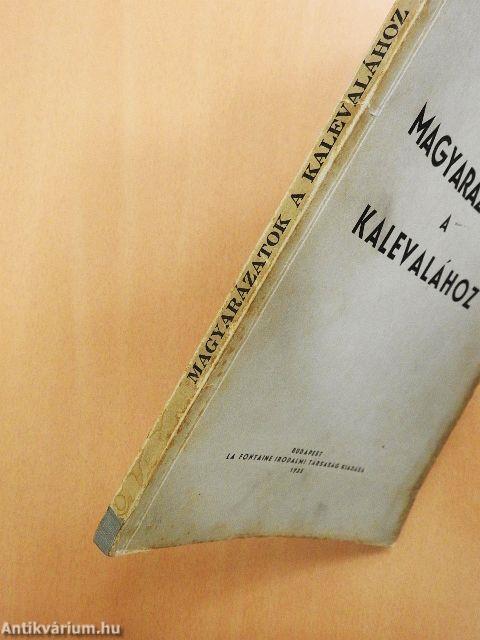 MAGYARÁZATOK A KALEVALÁHOZ
MAGYARÁZ
A
KALEVALÁHOZ
BUDAPEST
LA FONTAINE IRODALMI TÁRSASÁG KIADÁSA
Antikvárium.hu